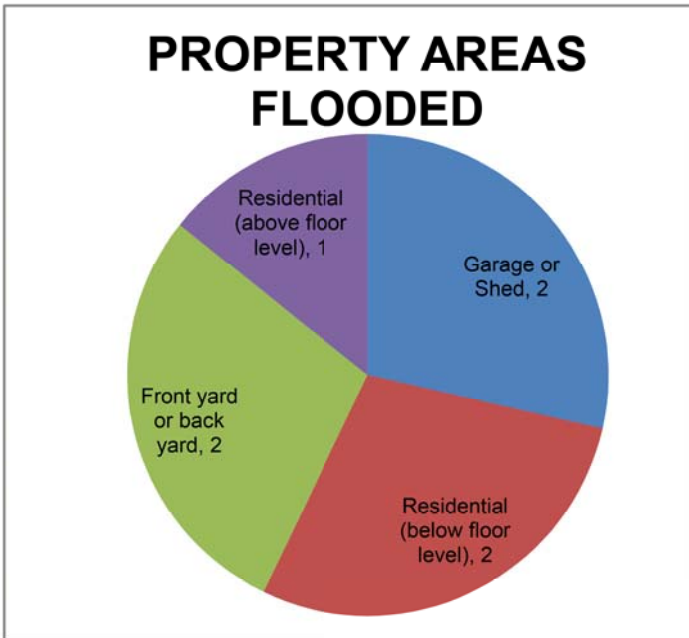 PROPERTY AREAS
FLOODED
Residential
(above floor
level), 1
Garage or
Shed, 2
Front yard
or back
yard, 2
Residential
(below floor
level), 2